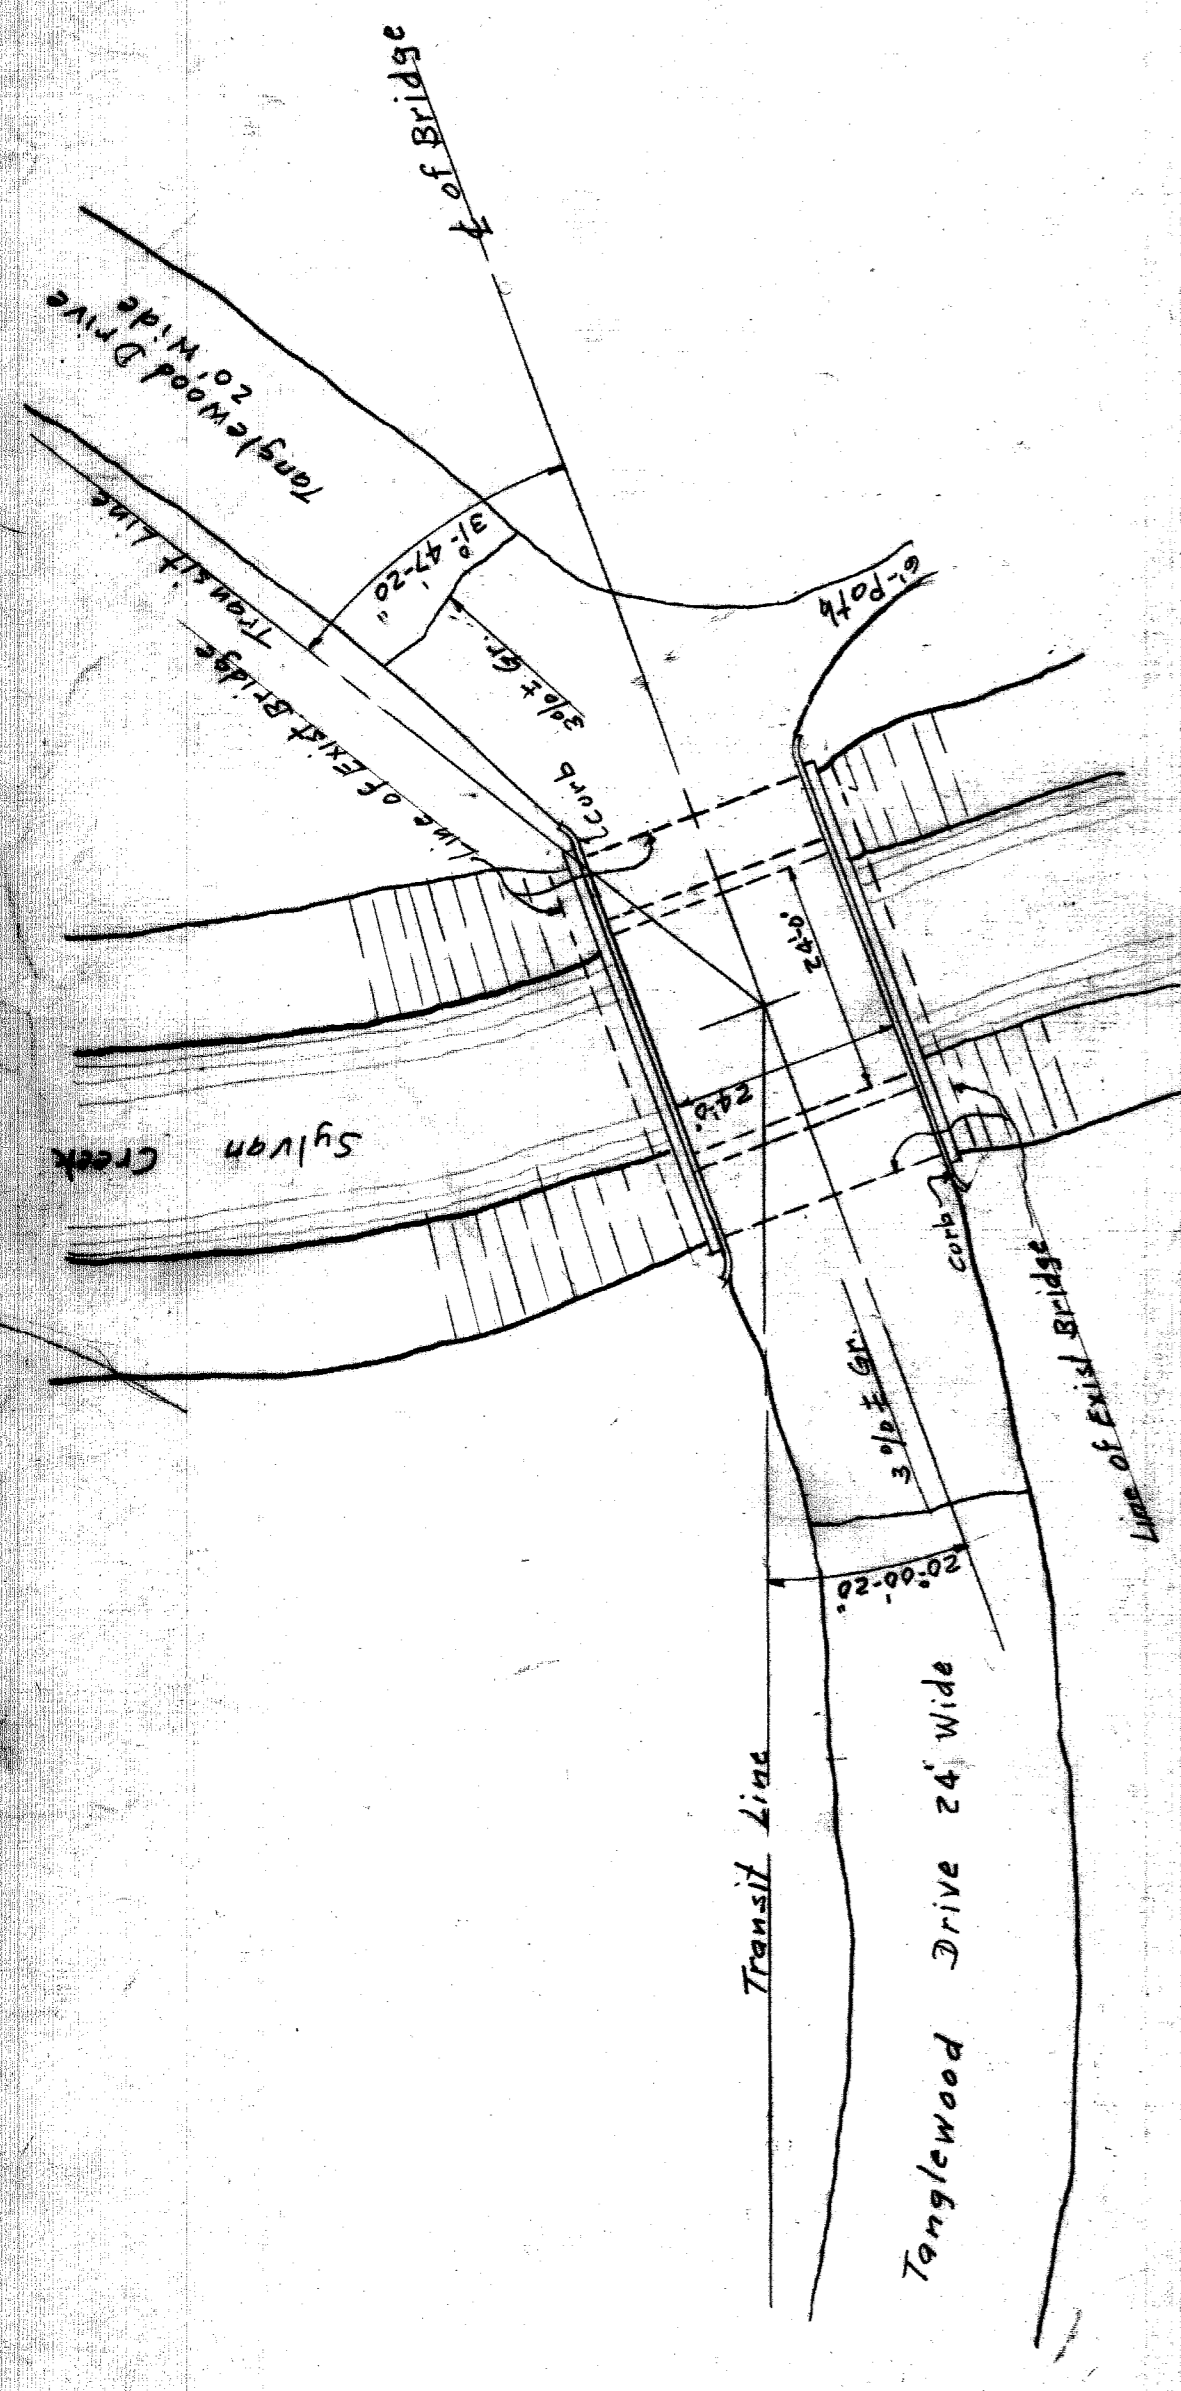 ℄ of Bridge
Tanglewood Drive
20' Wide
Transit Line
Line of Exist Bridge
31°-47'-20"
3% ± Gr.
6'-Path
curb
24'-0"
24'-0"
Sylvan Creek
curb
Line of Exist Bridge
3% ± Gr.
20°-00'-20"
Transit Line
Tanglewood Drive 24' Wide